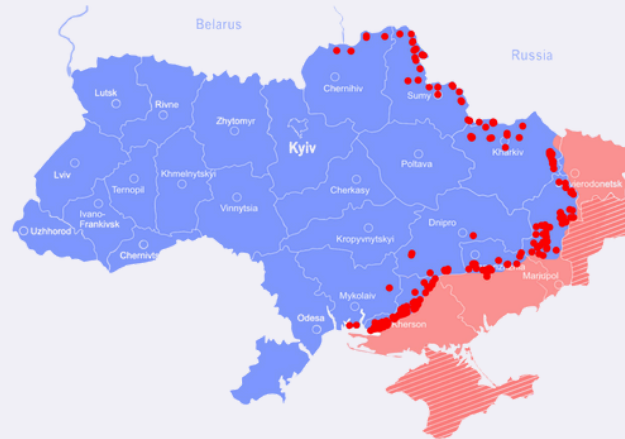 Belarus
Russia
Lutsk
Rivne
Chernihiv
Sumy
Zhytomyr
Kyiv
Kharkiv
Lviv
Khmelnytskyi
Poltava
Ternopil
Cherkasy
Ivano-
Frankivsk
Vinnytsia
Uzhhorod
Dnipro
Kropyvnytskyi
Mariupol
Mykolaiv
Odesa
Kherson